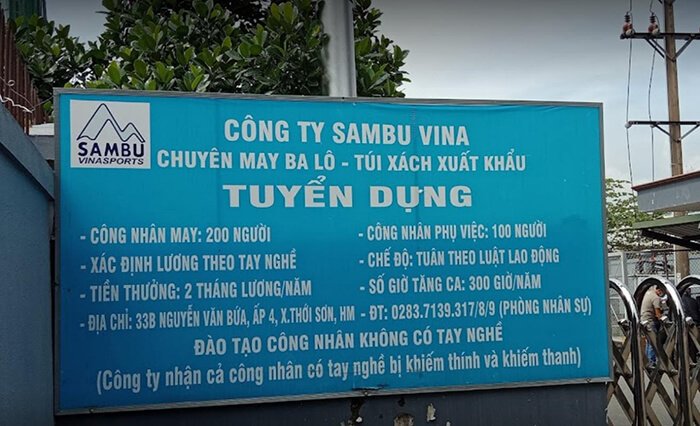 SAMBU
VINASPORTS
CÔNG TY SAMBU VINA
CHUYÊN MAY BA LÔ - TÚI XÁCH XUẤT KHẨU
TUYỂN DỤNG
- CÔNG NHÂN MAY: 200 NGƯỜI
- XÁC ĐỊNH LƯƠNG THEO TAY NGHỀ
- TIỀN THƯỞNG: 2 THÁNG LƯƠNG/NĂM
- ĐỊA CHỈ: 33B NGUYỄN VĂN BỨA, ẤP 4, X.THỚI SƠN, HM
- CÔNG NHÂN PHỤ VIỆC: 100 NGƯỜI
- CHẾ ĐỘ: TUÂN THEO LUẬT LAO ĐỘNG
- SỐ GIỜ TĂNG CA: 300 GIỜ/NĂM
- ĐT: 0283.7139.317/8/9 (PHÒNG NHÂN SỰ)
ĐÀO TẠO CÔNG NHÂN KHÔNG CÓ TAY NGHỀ
(Công ty nhận cả công nhân có tay nghề bị khiếm thính và khiếm thanh)